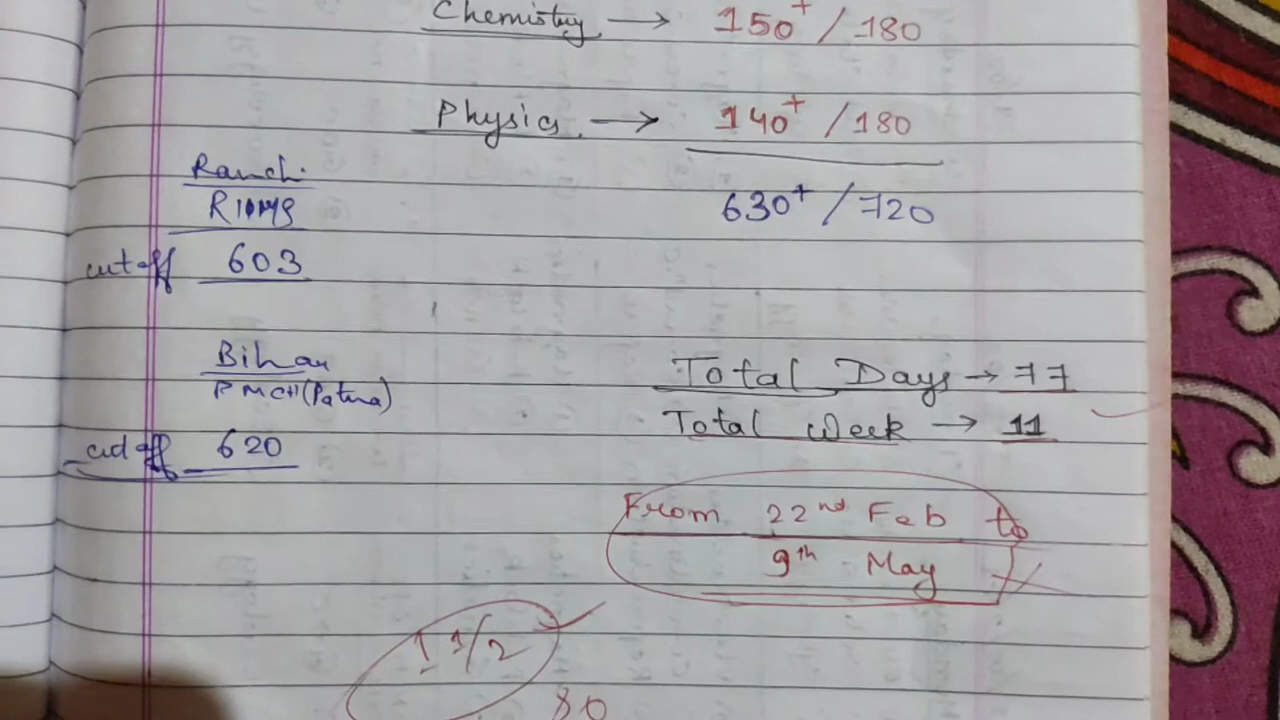 Chemistry → 150+ / 180
Physics → 140+ / 180
630+ / 720
Ranchi
RIMS
cutoff 603
Bihar
PMCH (Patna)
cutoff 620
Total Days → 77
Total Week → 11
From 22nd Feb to
9th May
1 1/2
80